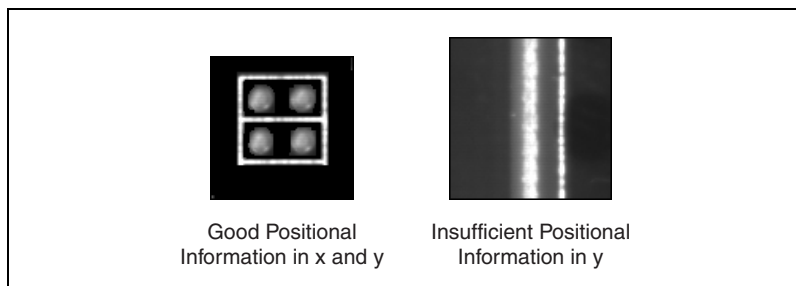 Good Positional
Information in x and y
Insufficient Positional
Information in y